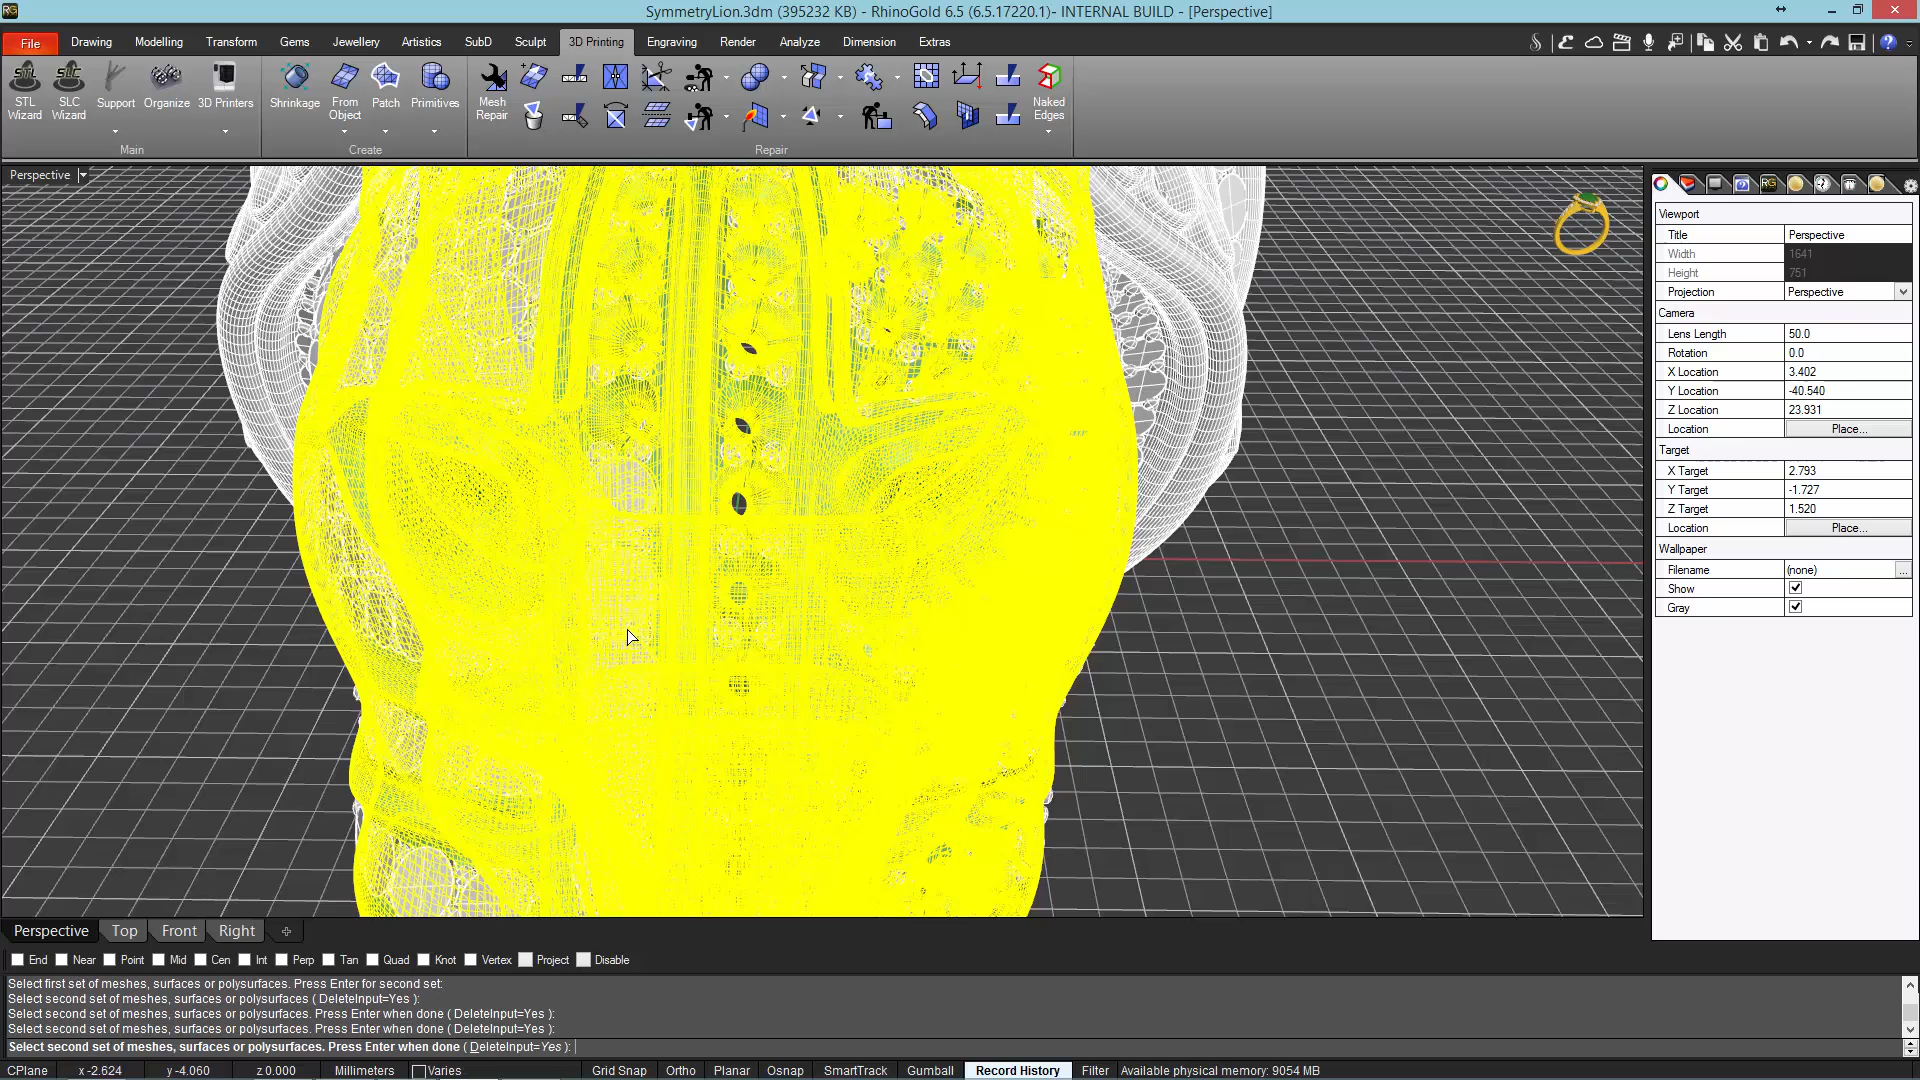 SymmetryLion.3dm (395232 KB) - RhinoGold 6.5 (6.5.17220.1)- INTERNAL BUILD - [Perspective]
File Drawing Modelling Transform Gems Jewellery Artistics SubD Sculpt 3D Printing Engraving Render Analyze Dimension Extras
STL Wizard
SLC Wizard
Support
Organize
3D Printers
Shrinkage
From Object
Patch
Primitives
Mesh Repair
Naked Edges
Main
Create
Repair
Perspective
Viewport
Title Perspective
Width 1641
Height 751
Projection Perspective
Camera
Lens Length 50.0
Rotation 0.0
X Location 3.402
Y Location -40.540
Z Location 23.931
Location Place...
Target
X Target 2.793
Y Target -1.727
Z Target 1.520
Location Place...
Wallpaper
Filename (none) ...
Show
Gray
Perspective Top Front Right
End Near Point Mid Cen Int Perp Tan Quad Knot Vertex Project Disable
Select first set of meshes, surfaces or polysurfaces. Press Enter for second set:
Select second set of meshes, surfaces or polysurfaces ( DeleteInput=Yes ):
Select second set of meshes, surfaces or polysurfaces. Press Enter when done ( DeleteInput=Yes ):
Select second set of meshes, surfaces or polysurfaces. Press Enter when done ( DeleteInput=Yes ):
Select second set of meshes, surfaces or polysurfaces. Press Enter when done ( DeleteInput=Yes ):
CPlane x -2.624 y -4.060 z 0.000 Millimeters Varies Grid Snap Ortho Planar Osnap SmartTrack Gumball Record History Filter Available physical memory: 9054 MB